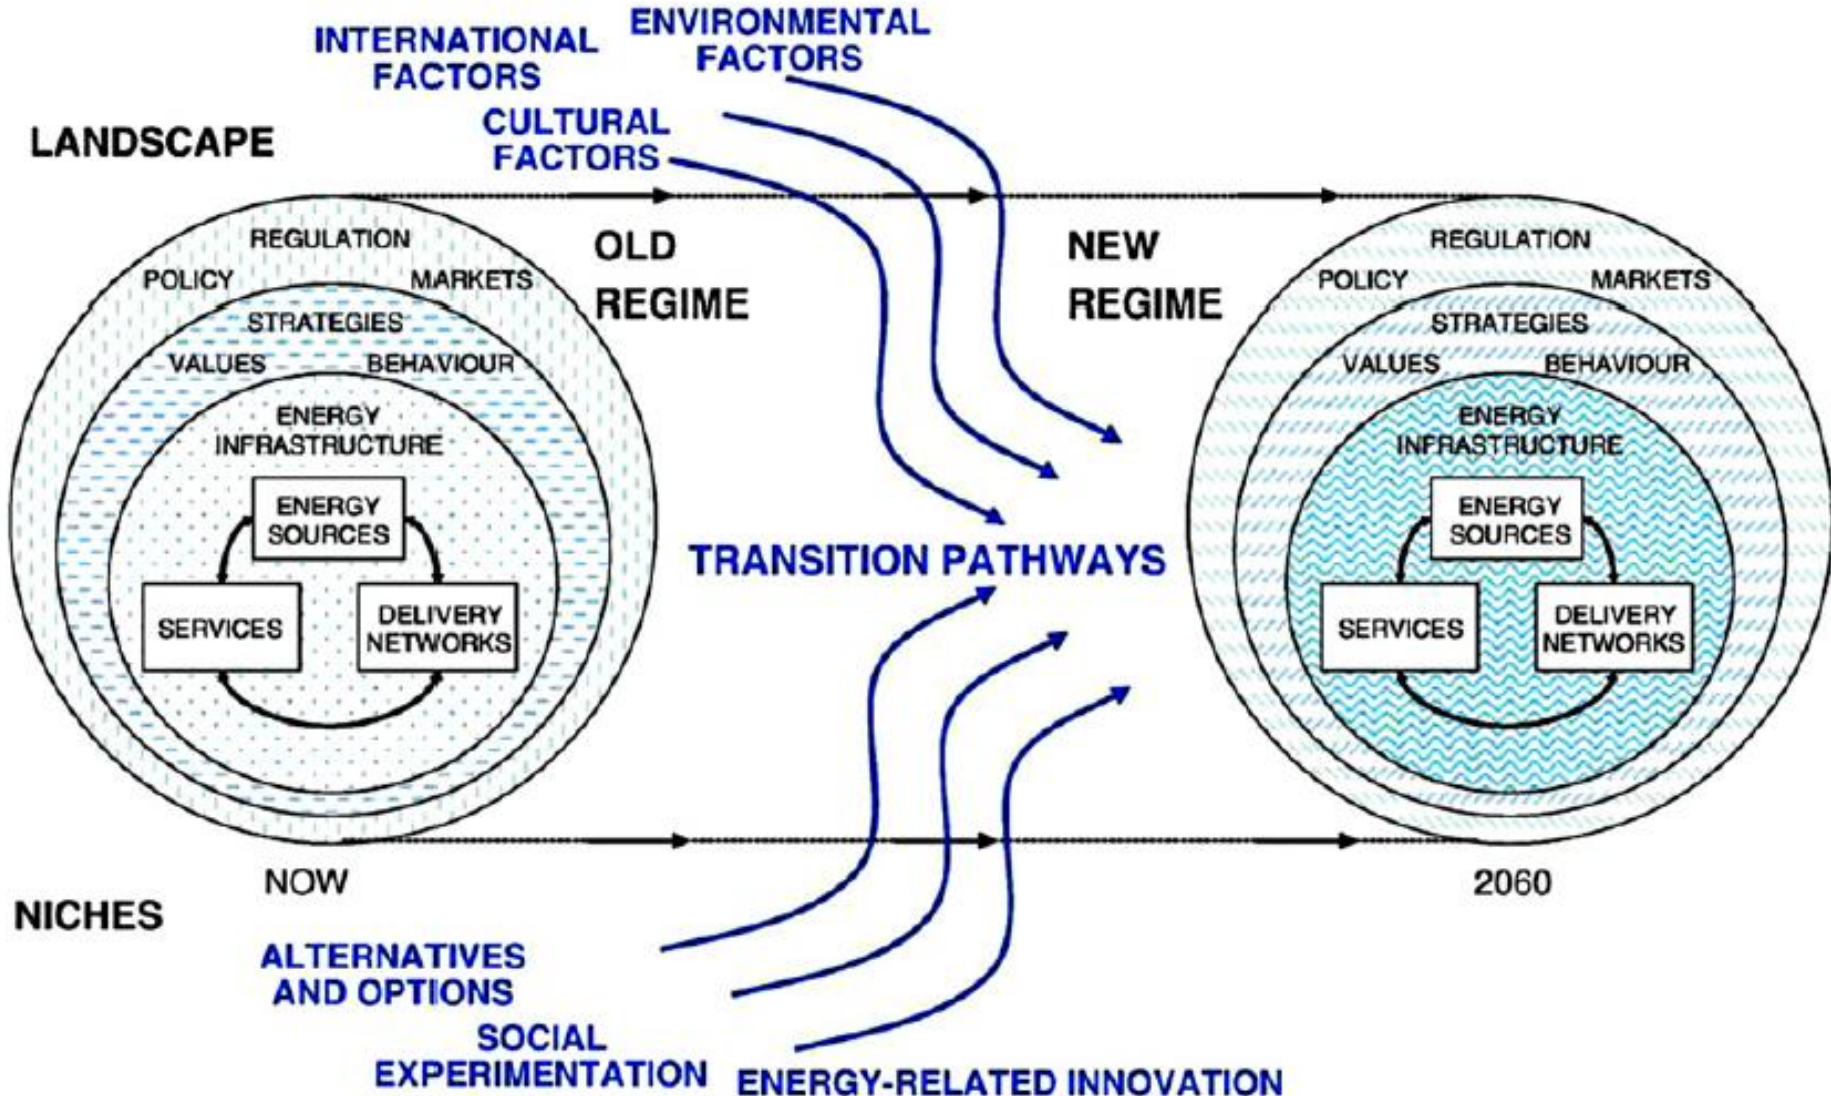 INTERNATIONAL
FACTORS
ENVIRONMENTAL
FACTORS
CULTURAL
FACTORS
LANDSCAPE
OLD
REGIME
NEW
REGIME
REGULATION
POLICY
MARKETS
STRATEGIES
VALUES
BEHAVIOUR
ENERGY
INFRASTRUCTURE
ENERGY
SOURCES
SERVICES
DELIVERY
NETWORKS
TRANSITION PATHWAYS
REGULATION
POLICY
MARKETS
STRATEGIES
VALUES
BEHAVIOUR
ENERGY
INFRASTRUCTURE
ENERGY
SOURCES
SERVICES
DELIVERY
NETWORKS
NOW
2060
NICHES
ALTERNATIVES
AND OPTIONS
SOCIAL
EXPERIMENTATION
ENERGY-RELATED INNOVATION